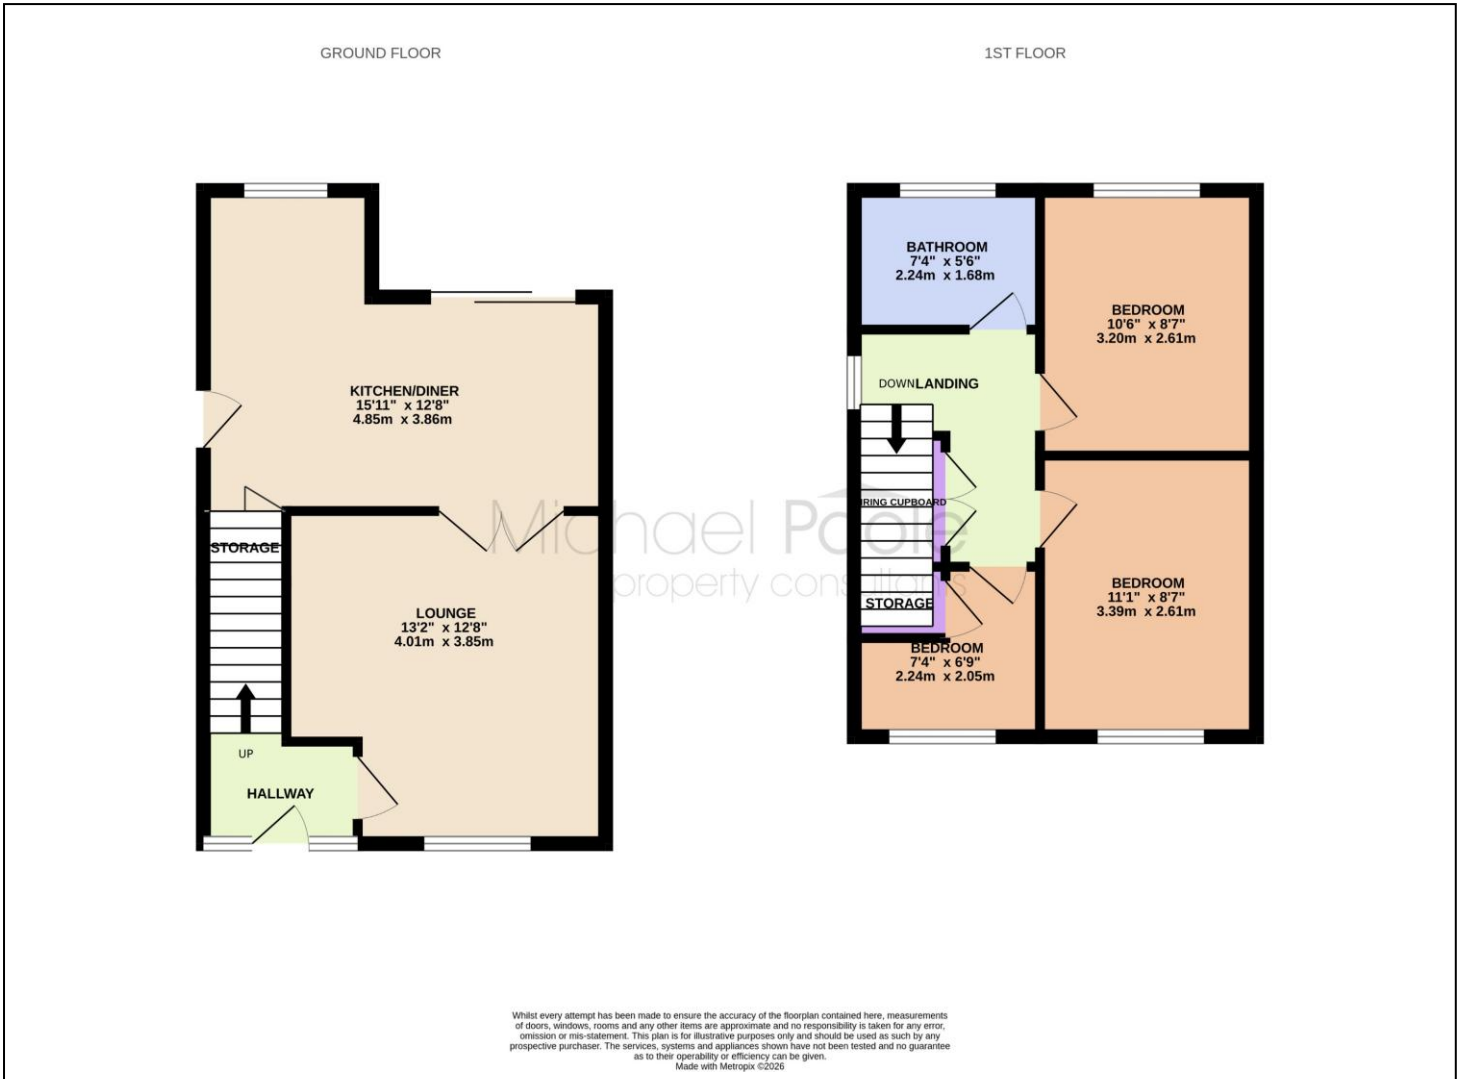 GROUND FLOOR
1ST FLOOR
KITCHEN/DINER
15'11" x 12'8"
4.85m x 3.86m
STORAGE
LOUNGE
13'2" x 12'8"
4.01m x 3.85m
UP
HALLWAY
BATHROOM
7'4" x 5'6"
2.24m x 1.68m
BEDROOM
10'6" x 8'7"
3.20m x 2.61m
DOWN
LANDING
IRING CUPBOARD
BEDROOM
11'1" x 8'7"
3.39m x 2.61m
STORAGE
BEDROOM
7'4" x 6'9"
2.24m x 2.05m
Michael Poole
property consultants
Whilst every attempt has been made to ensure the accuracy of the floorplan contained here, measurements
of doors, windows, rooms and any other items are approximate and no responsibility is taken for any error,
omission or mis-statement. This plan is for illustrative purposes only and should be used as such by any
prospective purchaser. The services, systems and appliances shown have not been tested and no guarantee
as to their operability or efficiency can be given.
Made with Metropix ©2026